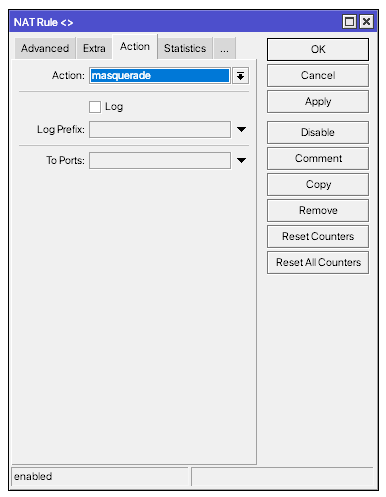 NAT Rule <>
Advanced Extra Action Statistics ...
Action: masquerade
Log
Log Prefix:
To Ports:
OK
Cancel
Apply
Disable
Comment
Copy
Remove
Reset Counters
Reset All Counters
enabled